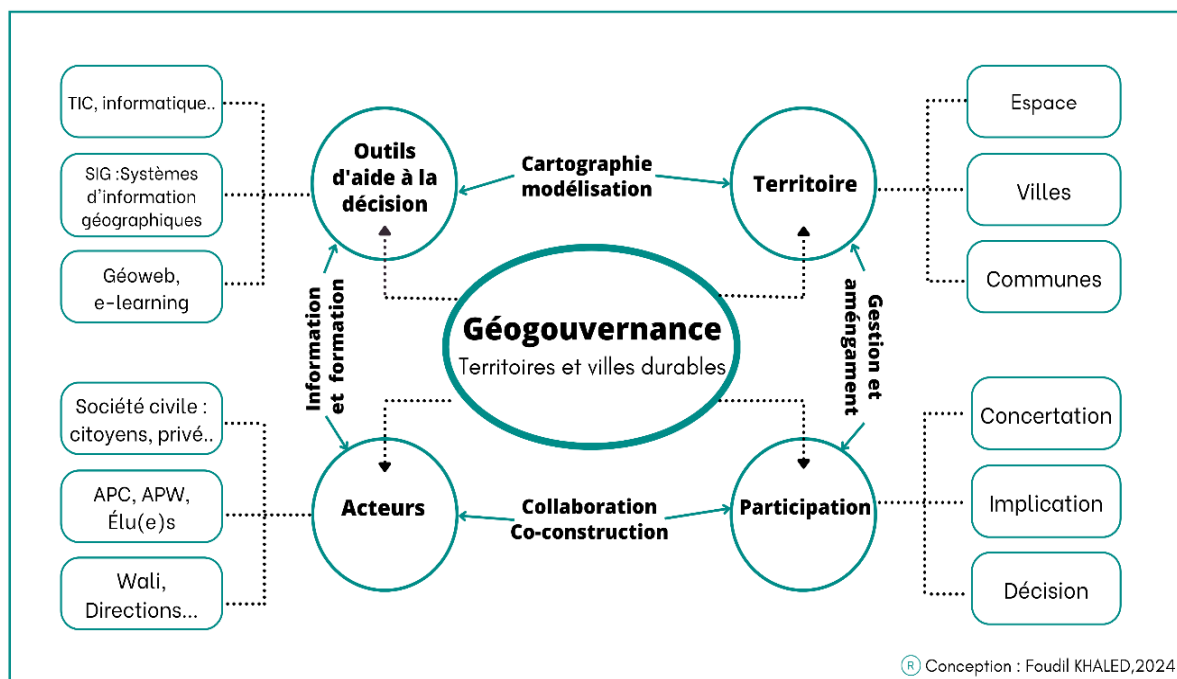 TIC, informatique..
SIG :Systèmes
d'information
géographiques
Géoweb,
e-learning
Outils
d'aide à la
décision
Cartographie
modélisation
Territoire
Espace
Villes
Communes
Information
et formation
Géogouvernance
Territoires et villes durables
Gestion et
améngament
Société civile :
citoyens, privé..
APC, APW,
Élu(e)s
Wali,
Directions...
Acteurs
Collaboration
Co-construction
Participation
Concertation
Implication
Décision
® Conception : Foudil KHALED,2024